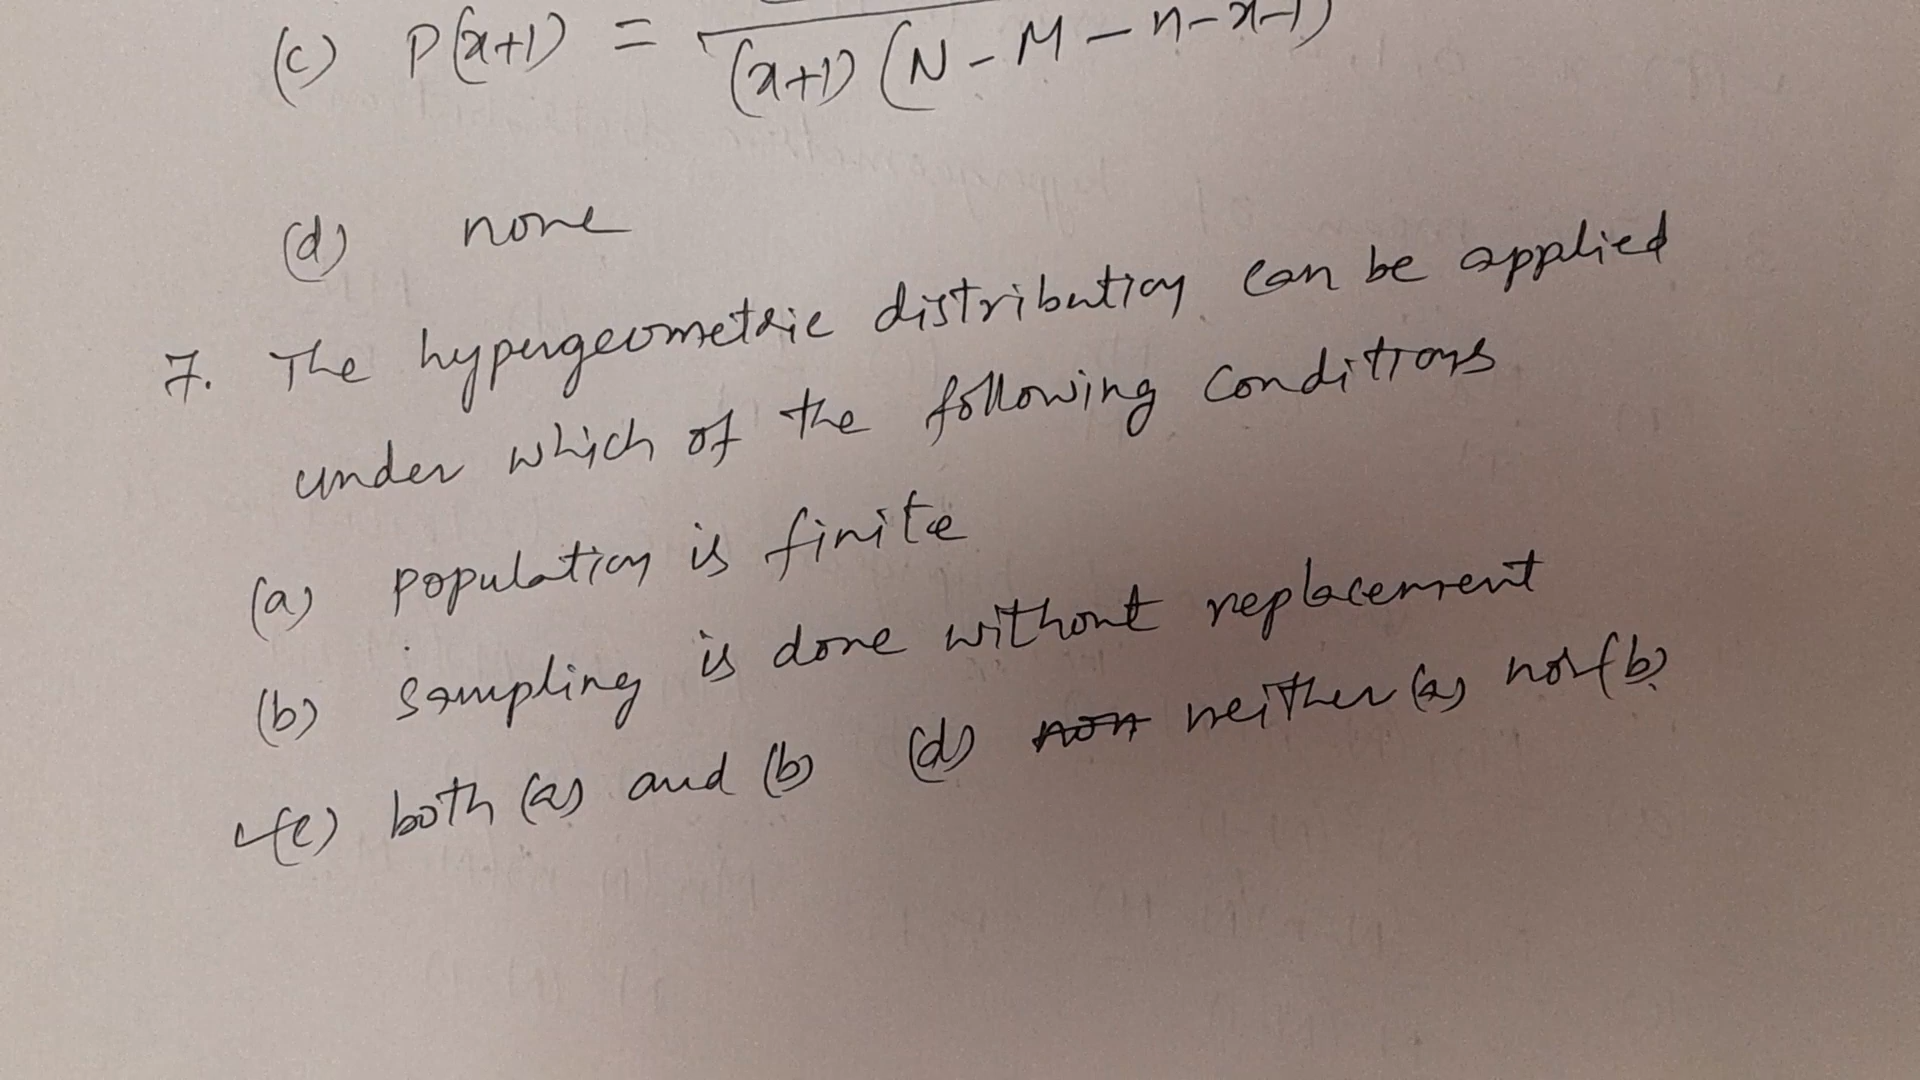 (c) P(x+1) =
(x+1) (N-M-n-x-1)
(d) none
7. The hypergeometric distribution can be applied
under which of the following conditions
(a) population is finite
(b) sampling is done without replacement
(c) both (a) and (b) (d) neither (a) nor (b)